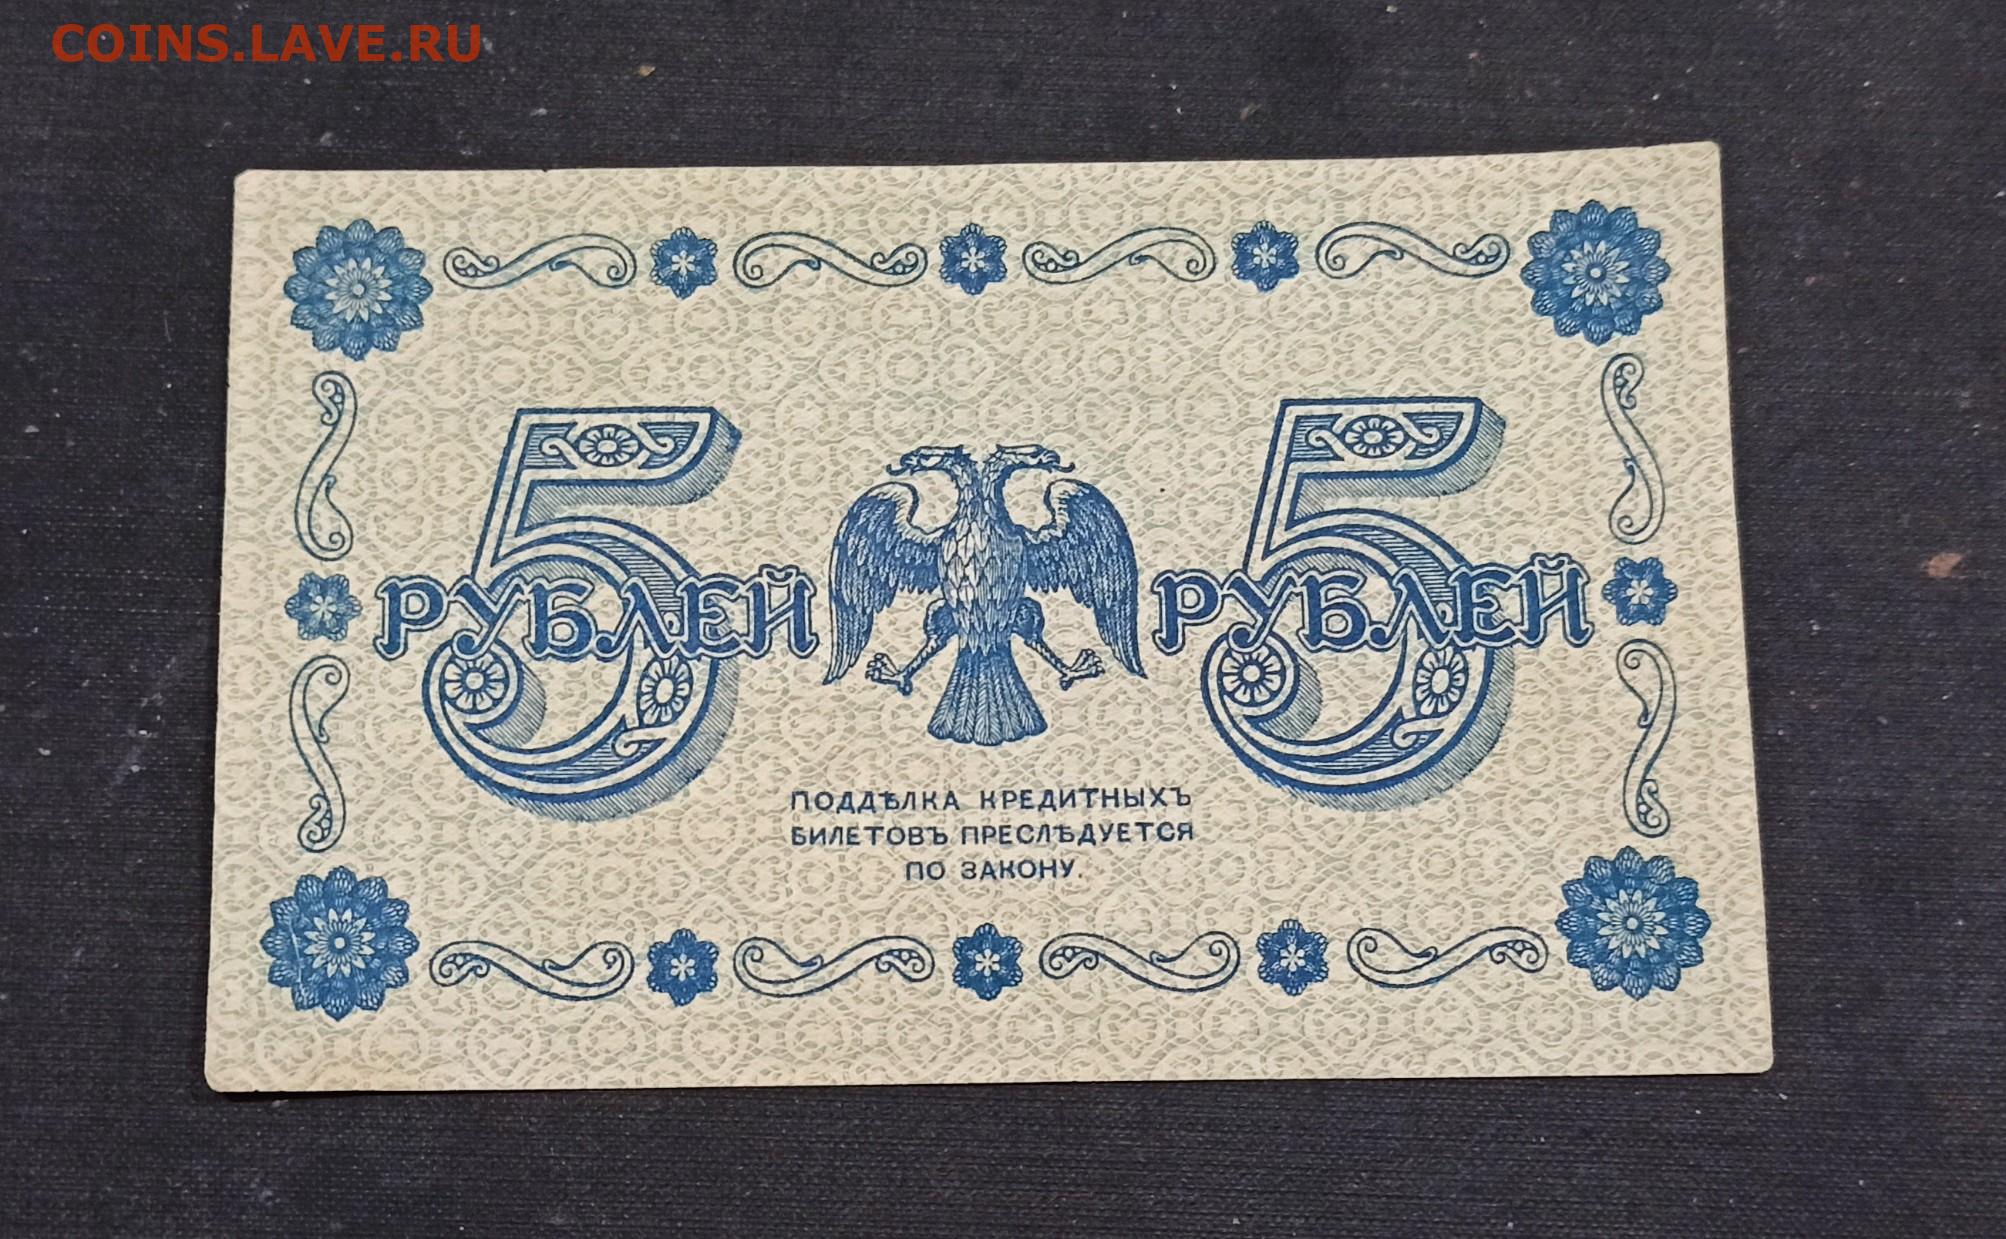 COINS.LAVE.RU
5 5
РУБЛЕЙ РУБЛЕЙ
ПОДДѢЛКА КРЕДИТНЫХЪ
БИЛЕТОВЪ ПРЕСЛѢДУЕТСЯ
ПО ЗАКОНУ.